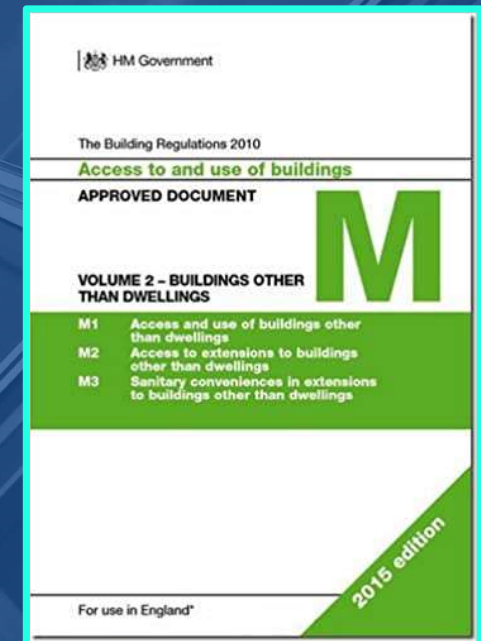 HM Government
The Building Regulations 2010
Access to and use of buildings
APPROVED DOCUMENT
M
VOLUME 2 – BUILDINGS OTHER
THAN DWELLINGS
M1 Access and use of buildings other
than dwellings
M2 Access to extensions to buildings
other than dwellings
M3 Sanitary conveniences in extensions
to buildings other than dwellings
2015 edition
For use in England*